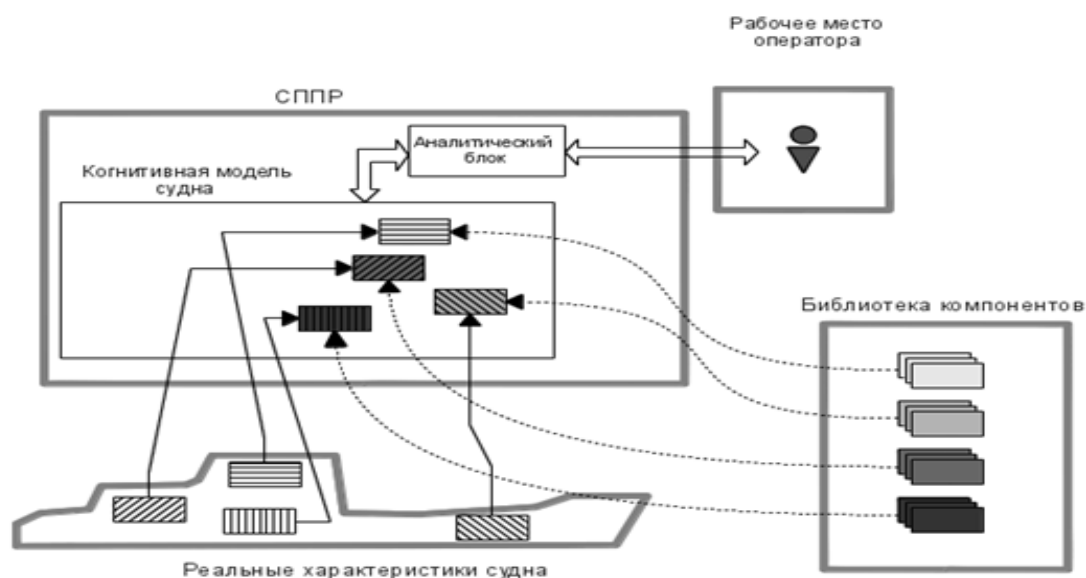 Рабочее место
оператора
СППР
Аналитический
блок
Когнитивная модель
судна
Библиотека компонентов
Реальные характеристики судна